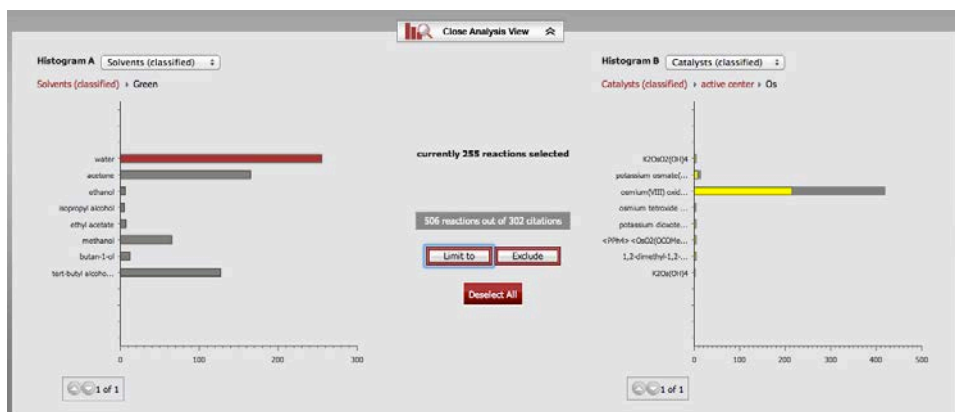 Close Analysis View
Histogram A Solvents (classified)
Solvents (classified) › Green
water
acetone
ethanol
isopropyl alcohol
ethyl acetate
methanol
butan-1-ol
tert-butyl alcoho...
0 100 200 300
1 of 1
currently 255 reactions selected
506 reactions out of 302 citations
Limit to Exclude
Deselect All
Histogram B Catalysts (classified)
Catalysts (classified) › active center › Os
K2OsO2(OH)4
potassium osmate(...
osmium(VIII) oxid...
osmium tetroxide ...
potassium dioxote...
<PPh4> <OsO2(OCOMe...
1,2-dimethyl-1,2-...
K2Os(OH)4
0 100 200 300 400 500
1 of 1